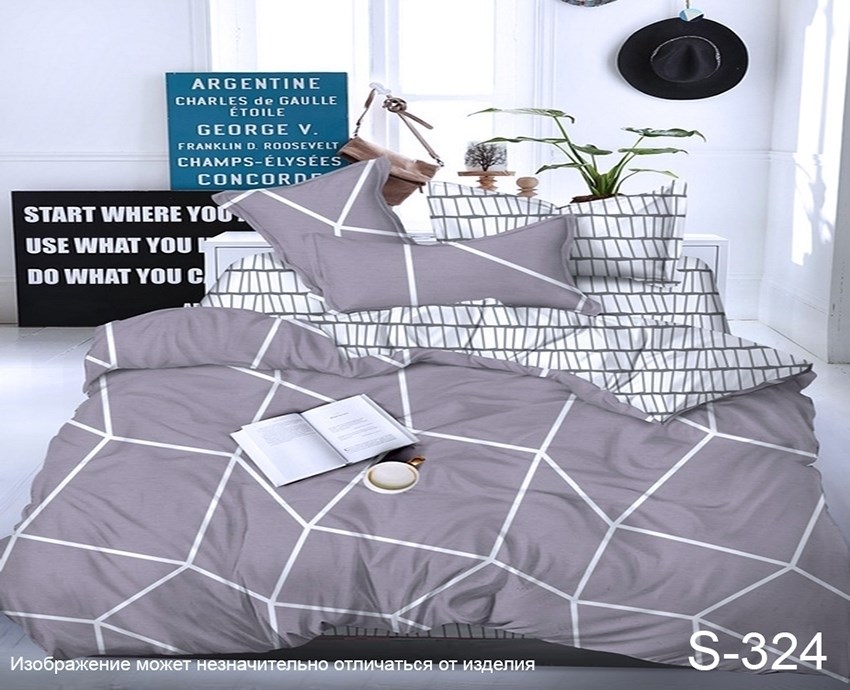 ARGENTINE
CHARLES de GAULLE
ÉTOILE
GEORGE V.
FRANKLIN D. ROOSEVELT
CHAMPS-ÉLYSÉES
CONCORDE
START WHERE YOU
USE WHAT YOU
DO WHAT YOU
S-324
Изображение может незначительно отличаться от изделия